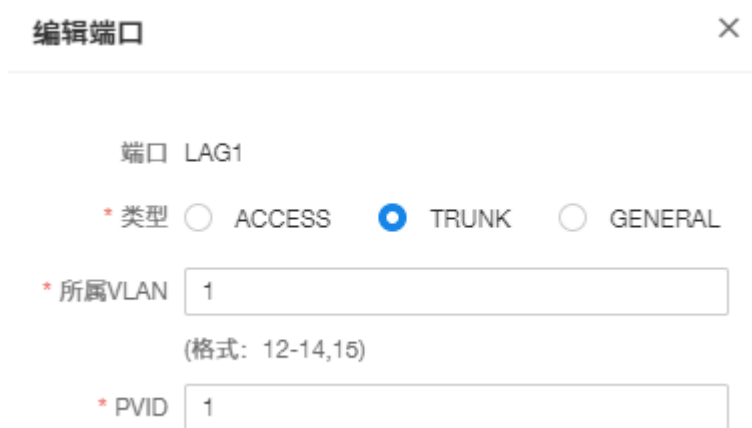 编辑端口 ×
端口 LAG1
* 类型 ACCESS TRUNK GENERAL
* 所属VLAN 1
(格式: 12-14,15)
* PVID 1